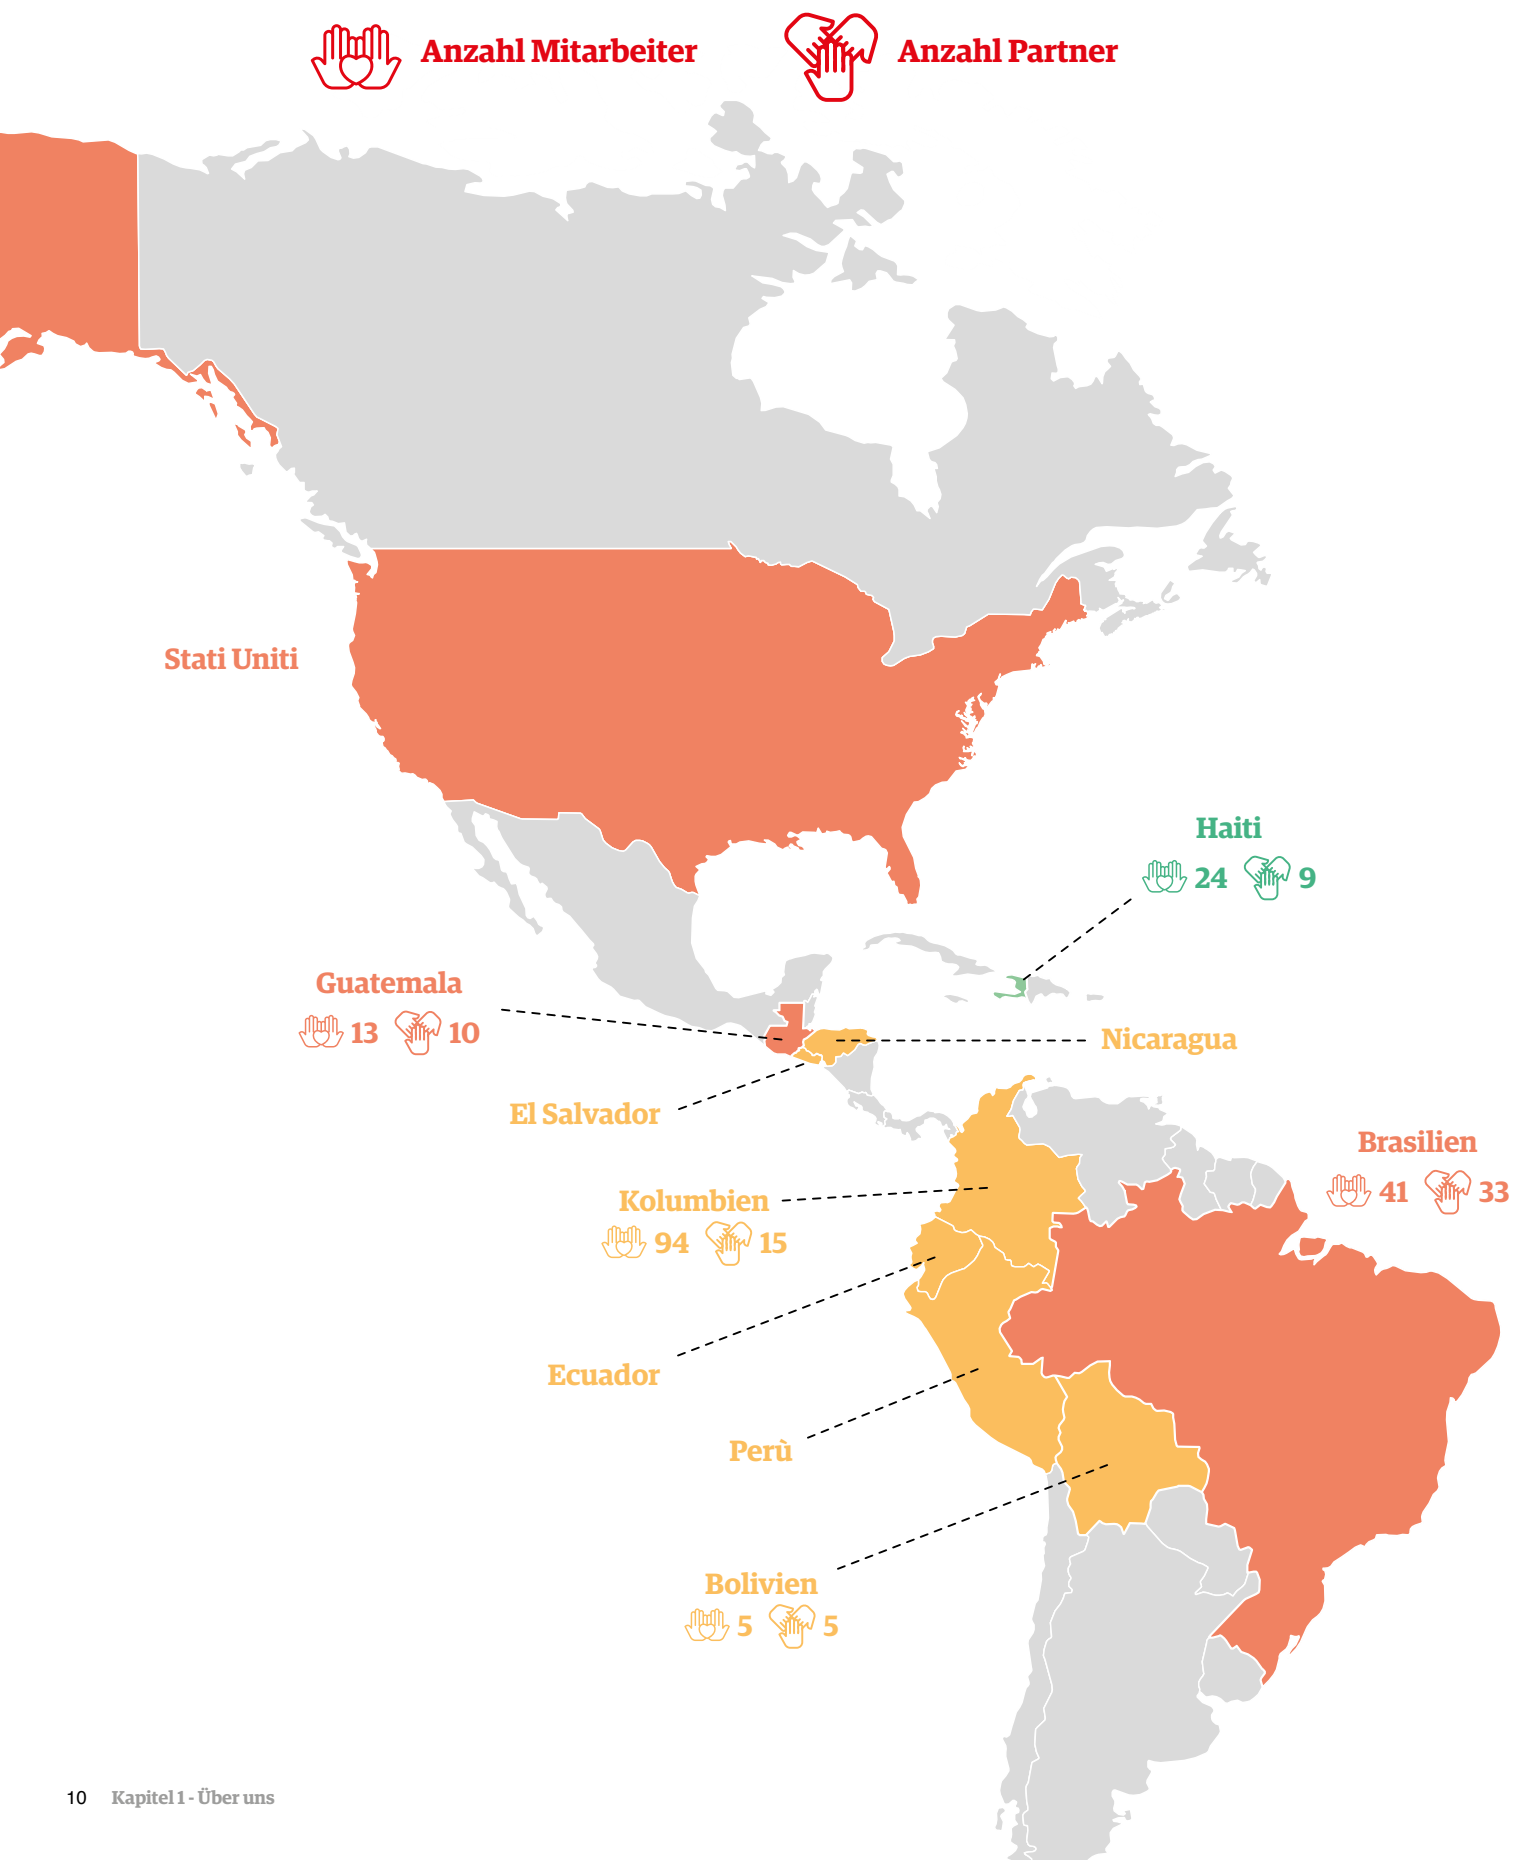 Anzahl Mitarbeiter
Anzahl Partner
Stati Uniti
Haiti
24 9
Guatemala
13 10
Nicaragua
El Salvador
Brasilien
41 33
Kolumbien
94 15
Ecuador
Perù
Bolivien
5 5
10 Kapitel 1 - Über uns